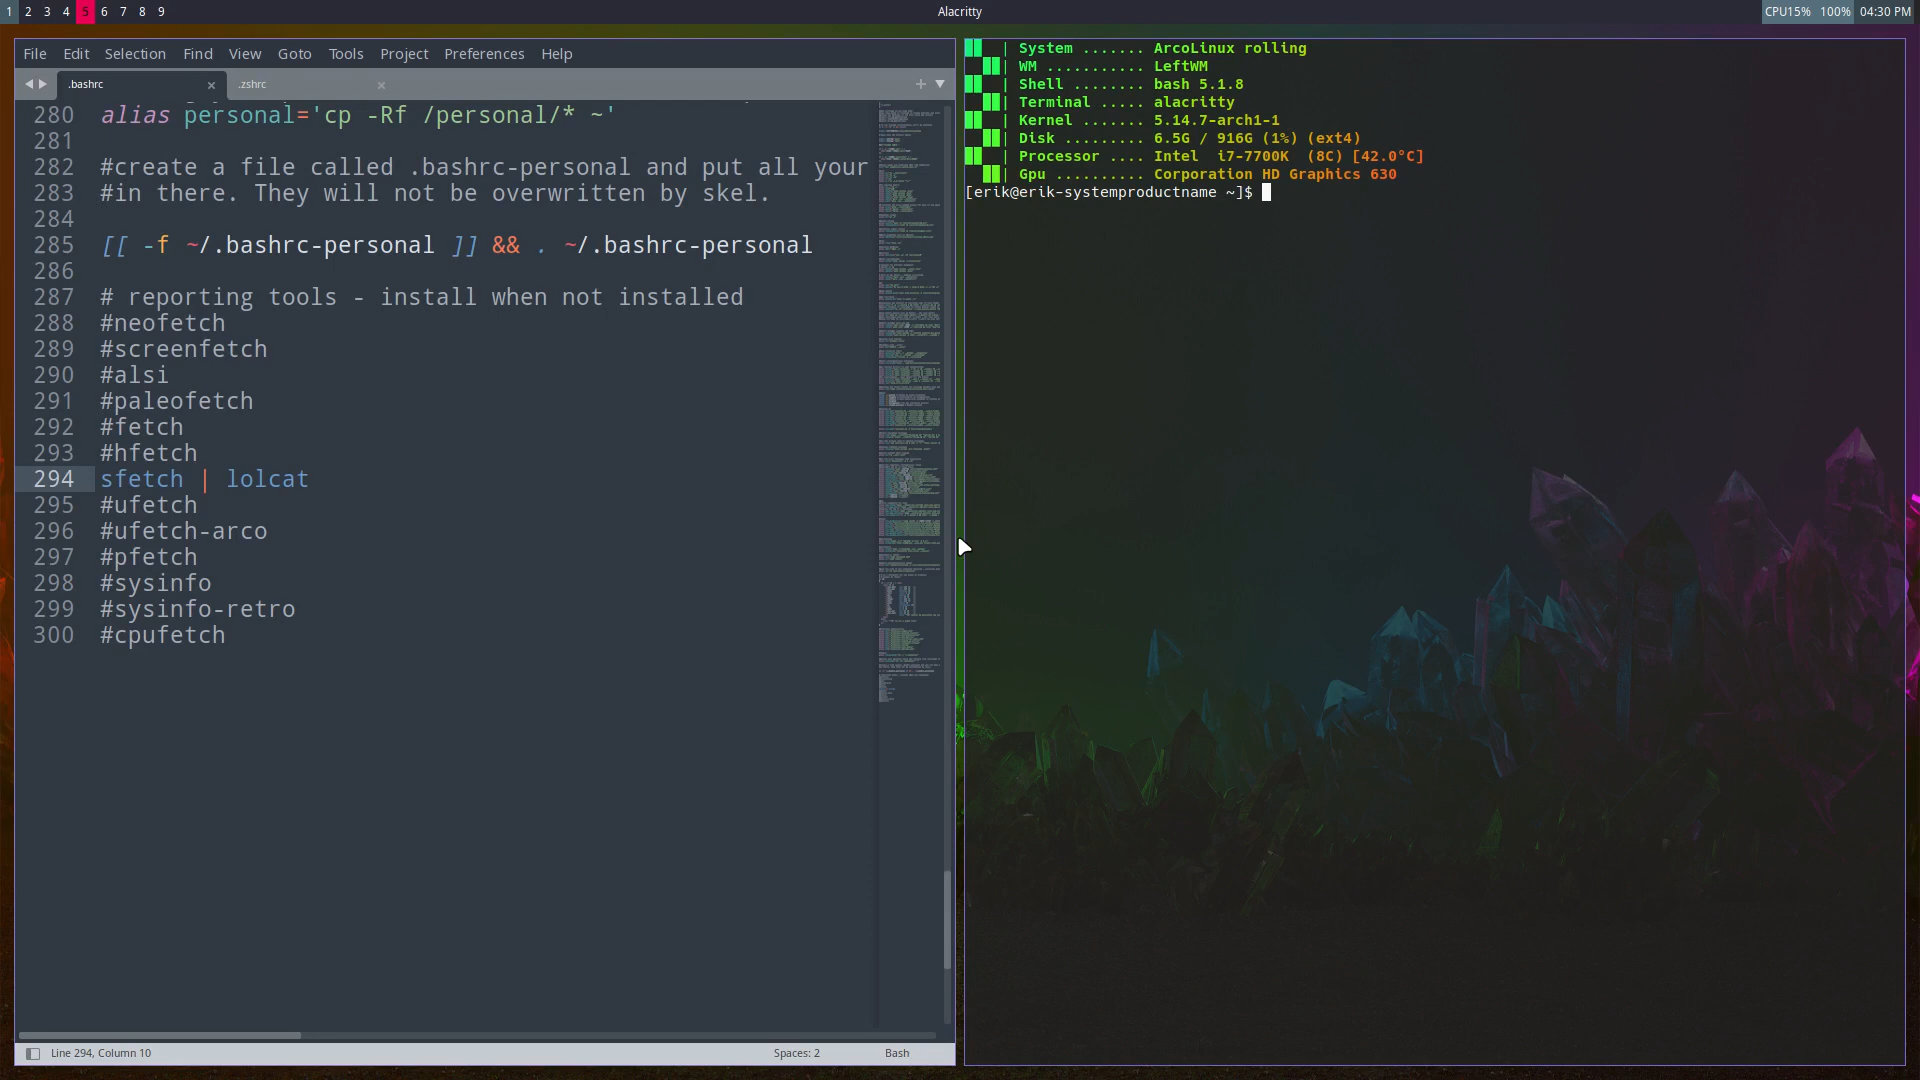 1 2 3 4 5 6 7 8 9
Alacritty
CPU15% 100% 04:30 PM
File Edit Selection Find View Goto Tools Project Preferences Help
.bashrc × .zshrc ×
280 alias personal='cp -Rf /personal/* ~'
281
282 #create a file called .bashrc-personal and put all your
283 #in there. They will not be overwritten by skel.
284
285 [[ -f ~/.bashrc-personal ]] && . ~/.bashrc-personal
286
287 # reporting tools - install when not installed
288 #neofetch
289 #screenfetch
290 #alsi
291 #paleofetch
292 #fetch
293 #hfetch
294 sfetch | lolcat
295 #ufetch
296 #ufetch-arco
297 #pfetch
298 #sysinfo
299 #sysinfo-retro
300 #cpufetch
Line 294, Column 10 Spaces: 2 Bash
| System ....... ArcoLinux rolling
| WM ........... LeftWM
| Shell ........ bash 5.1.8
| Terminal ..... alacritty
| Kernel ....... 5.14.7-arch1-1
| Disk ......... 6.5G / 916G (1%) (ext4)
| Processor .... Intel i7-7700K (8C) [42.0°C]
| Gpu .......... Corporation HD Graphics 630
[erik@erik-systemproductname ~]$